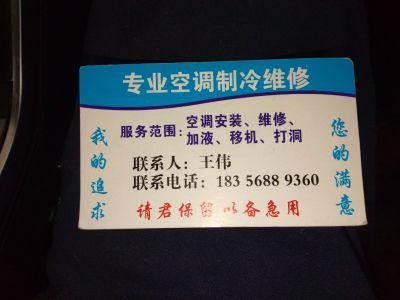 专业空调制冷维修
服务范围:空调安装、维修、
加液、移机、打洞
联系人:王伟
联系电话:183 5688 9360
请君保留以备急用
我的追求
您的满意